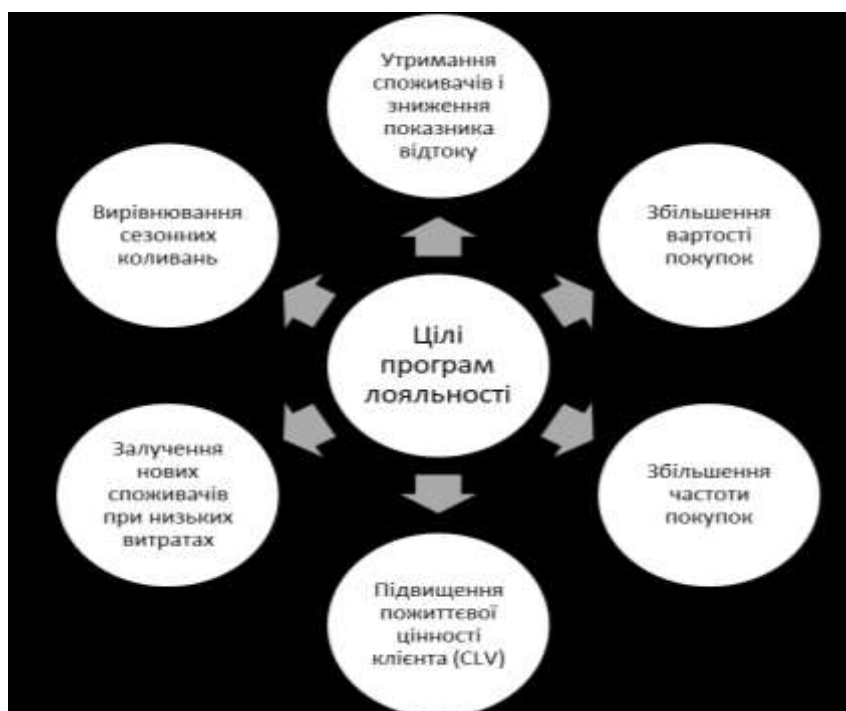 Утримання
споживачів і
зниження
показника
відтоку
Вирівнювання
сезонних
коливань
Збільшення
вартості
покупок
Цілі
програм
лояльності
Залучення
нових
споживачів
при низьких
витратах
Збільшення
частоти
покупок
Підвищення
пожиттєвої
цінності
клієнта (CLV)